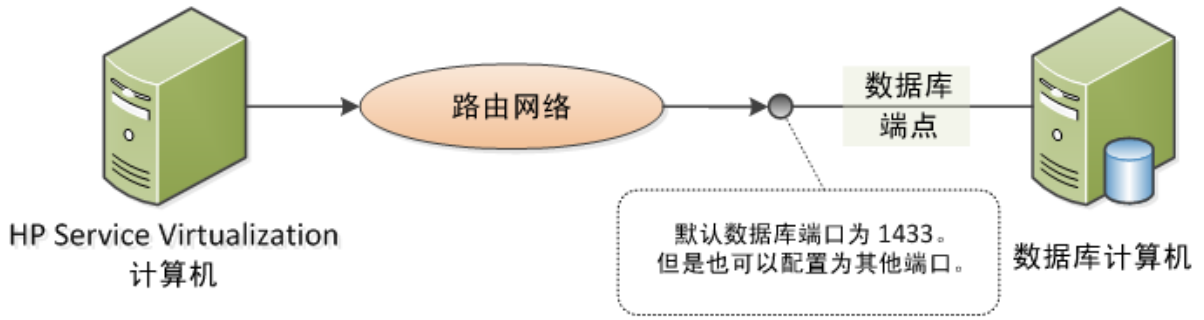 路由网络
数据库
端点
HP Service Virtualization
计算机
默认数据库端口为 1433。
但是也可以配置为其他端口。
数据库计算机